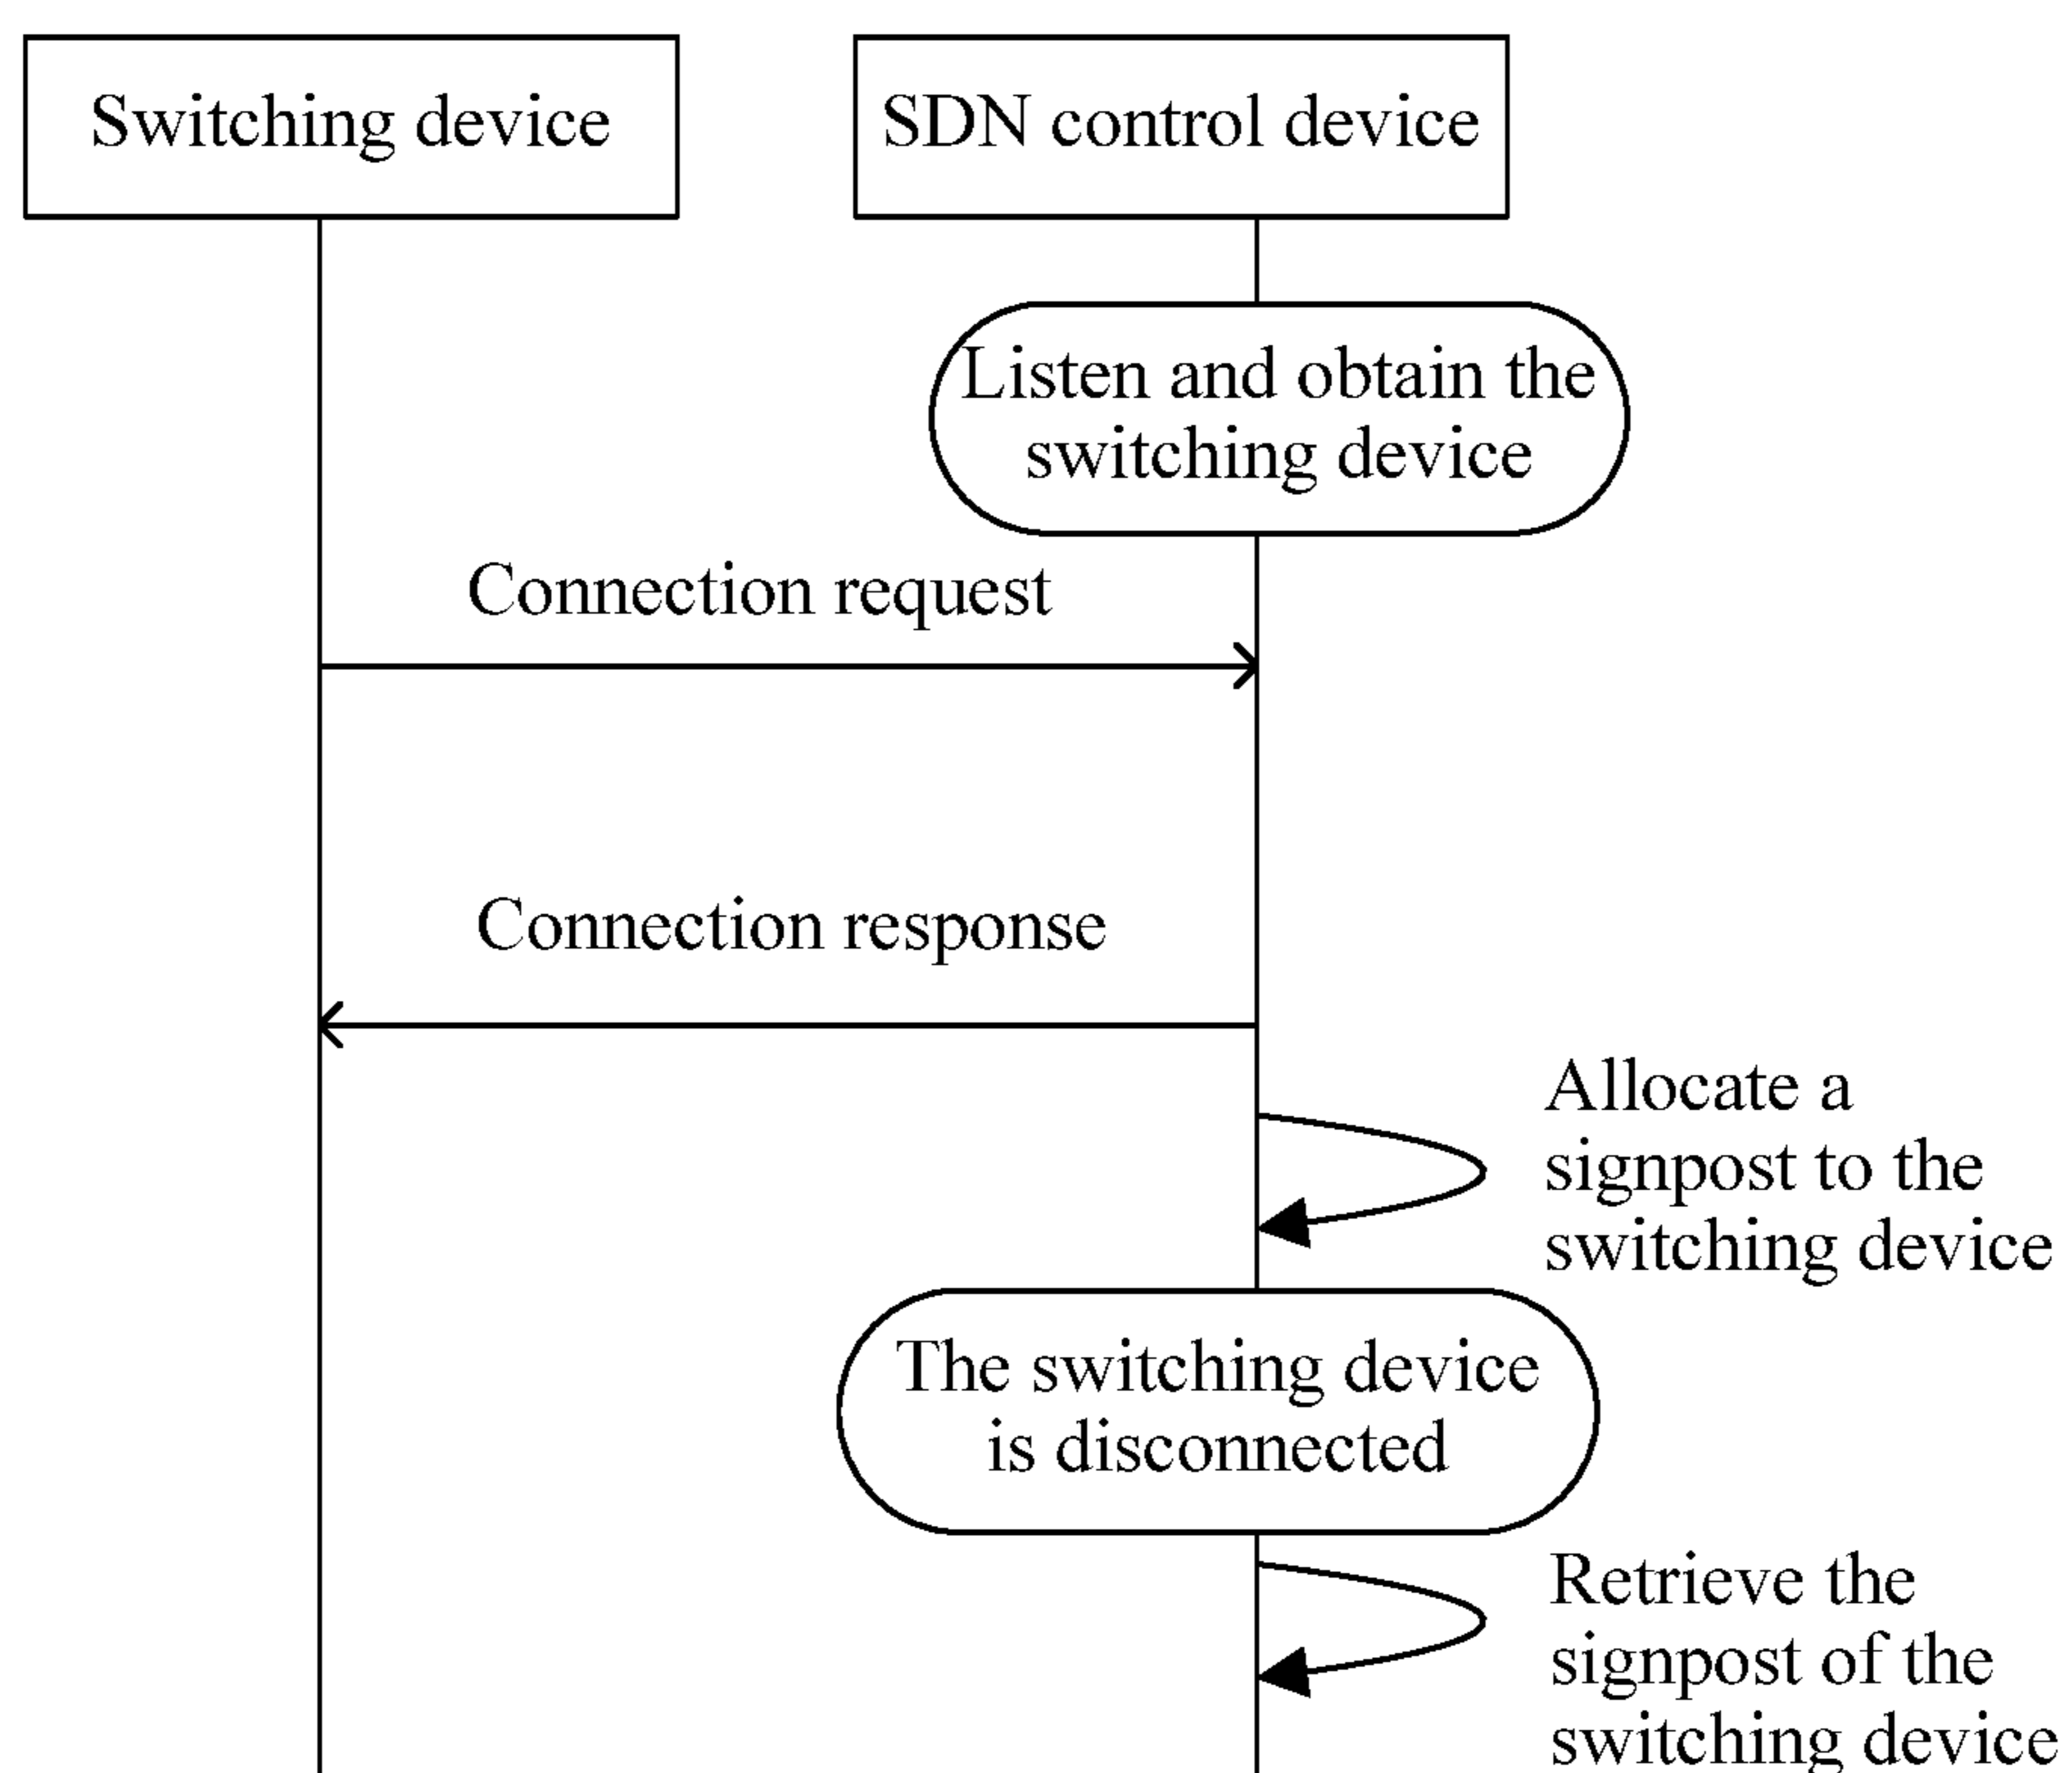 Switching device
SDN control device
Listen and obtain the
switching device
Connection request
Connection response
Allocate a
signpost to the
switching device
The switching device
is disconnected
Retrieve the
signpost of the
switching device